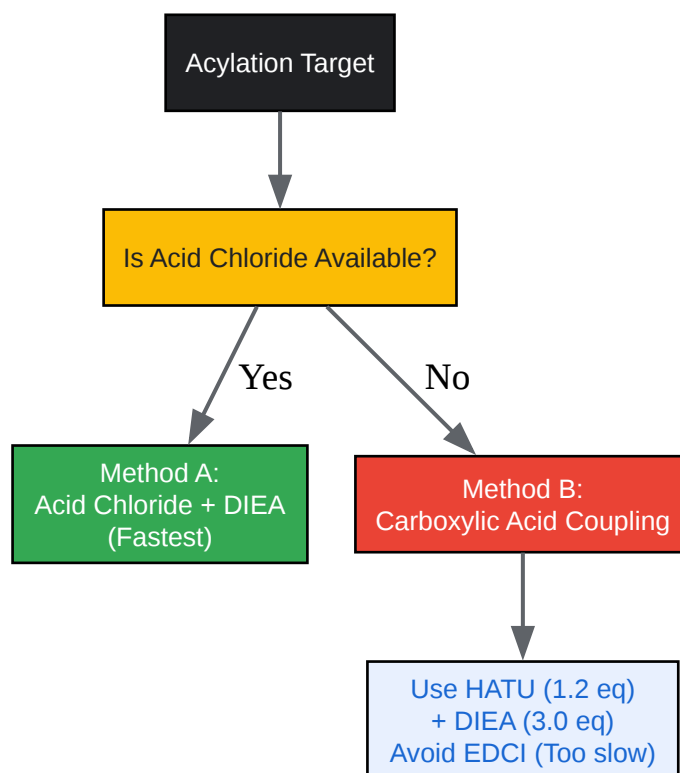 Acylation Target
Is Acid Chloride Available?
Yes
No
Method A:
Acid Chloride + DIEA
(Fastest)
Method B:
Carboxylic Acid Coupling
Use HATU (1.2 eq)
+ DIEA (3.0 eq)
Avoid EDCI (Too slow)